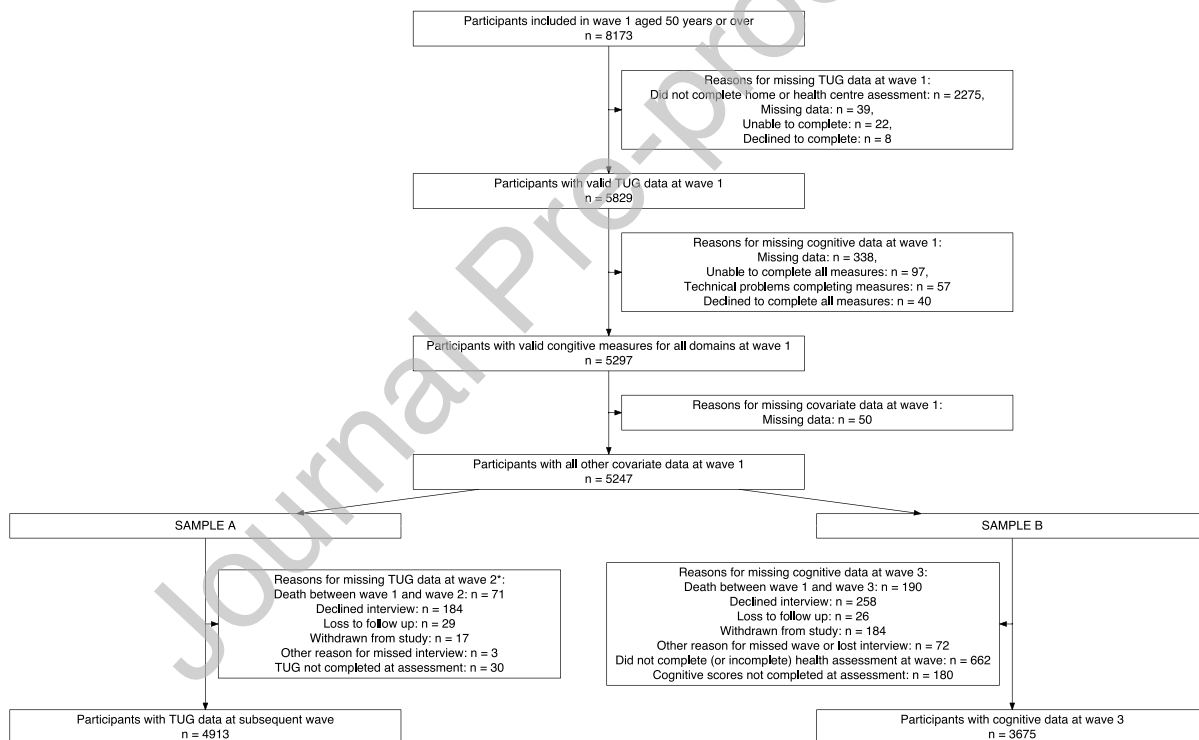 Participants included in wave 1 aged 50 years or over
n = 8173
Reasons for missing TUG data at wave 1:
Did not complete home or health centre asessment: n = 2275,
Missing data: n = 39,
Unable to complete: n = 22,
Declined to complete: n = 8
Participants with valid TUG data at wave 1
n = 5829
Reasons for missing cognitive data at wave 1:
Missing data: n = 338,
Unable to complete all measures: n = 97,
Technical problems completing measures: n = 57
Declined to complete all measures: n = 40
Participants with valid congitive measures for all domains at wave 1
n = 5297
Reasons for missing covariate data at wave 1:
Missing data: n = 50
Participants with all other covariate data at wave 1
n = 5247
SAMPLE A
Reasons for missing TUG data at wave 2*:
Death between wave 1 and wave 2: n = 71
Declined interview: n = 184
Loss to follow up: n = 29
Withdrawn from study: n = 17
Other reason for missed interview: n = 3
TUG not completed at assessment: n = 30
Participants with TUG data at subsequent wave
n = 4913
SAMPLE B
Reasons for missing cognitive data at wave 3:
Death between wave 1 and wave 3: n = 190
Declined interview: n = 258
Loss to follow up: n = 26
Withdrawn from study: n = 184
Other reason for missed wave or lost interview: n = 72
Did not complete (or incomplete) health assessment at wave: n = 662
Cognitive scores not completed at assessment: n = 180
Participants with cognitive data at wave 3
n = 3675
Journal Pre-proo